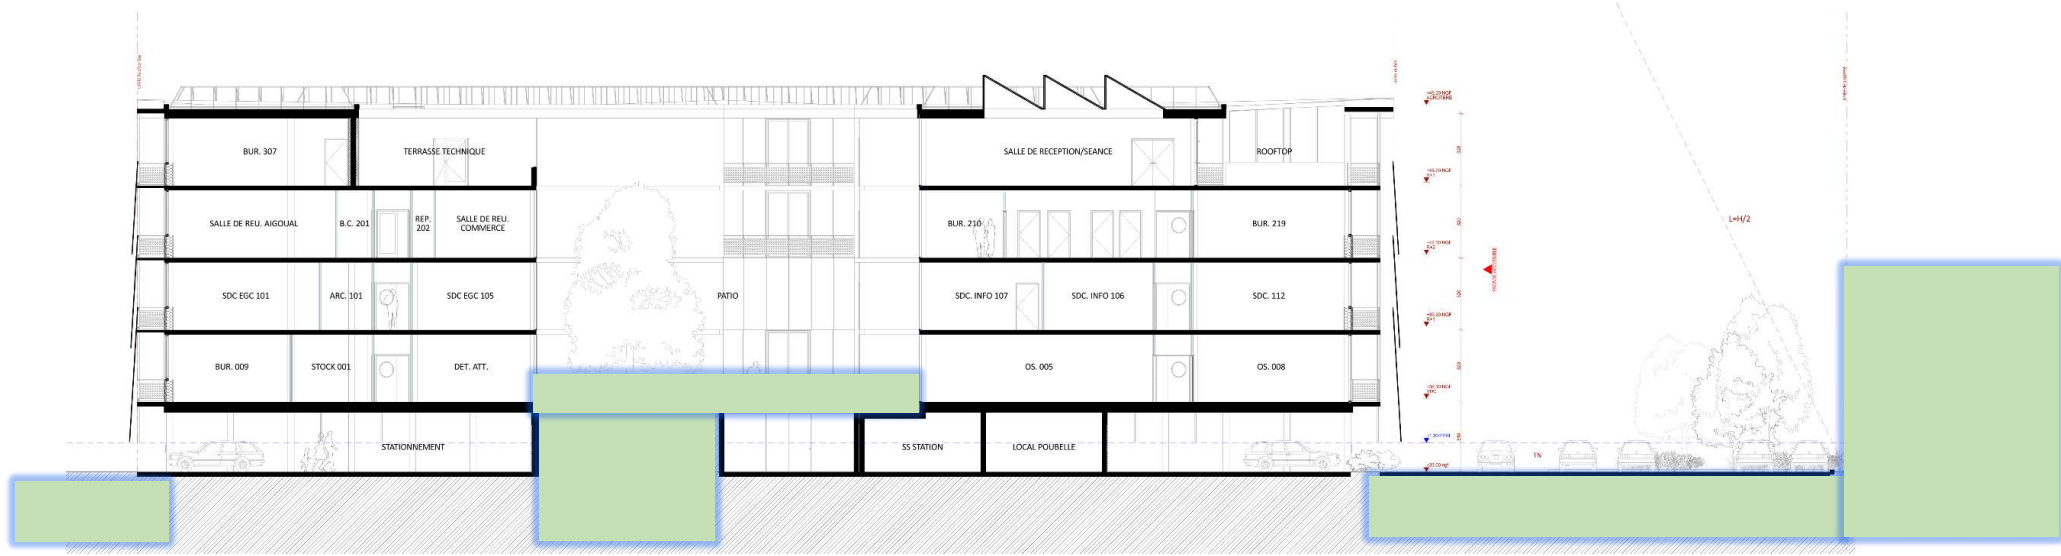 BUR. 307
TERRASSE TECHNIQUE
SALLE DE RECEPTION/SEANCE
ROOFTOP
SALLE DE REU. AIGOUAL
B.C. 201
REP.
202
SALLE DE REU.
COMMERCE
BUR. 210
BUR. 219
L=H/2
SDC EGC 101
ARC. 101
SDC EGC 105
PATIO
SDC. INFO 107
SDC. INFO 106
SDC. 112
BUR. 009
STOCK 001
DET. ATT.
OS. 005
OS. 008
STATIONNEMENT
SS STATION
LOCAL POUBELLE
TN